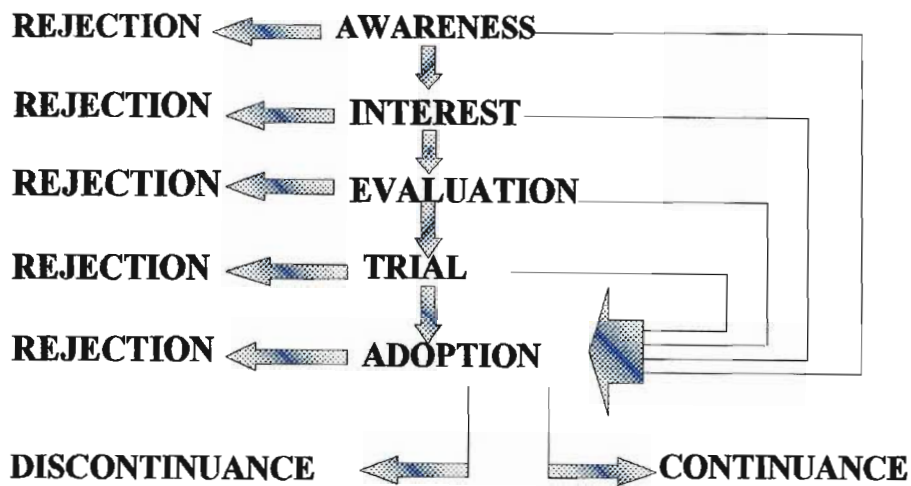 REJECTION AWARENESS
REJECTION INTEREST
REJECTION EVALUATION
REJECTION TRIAL
REJECTION ADOPTION
DISCONTINUANCE CONTINUANCE